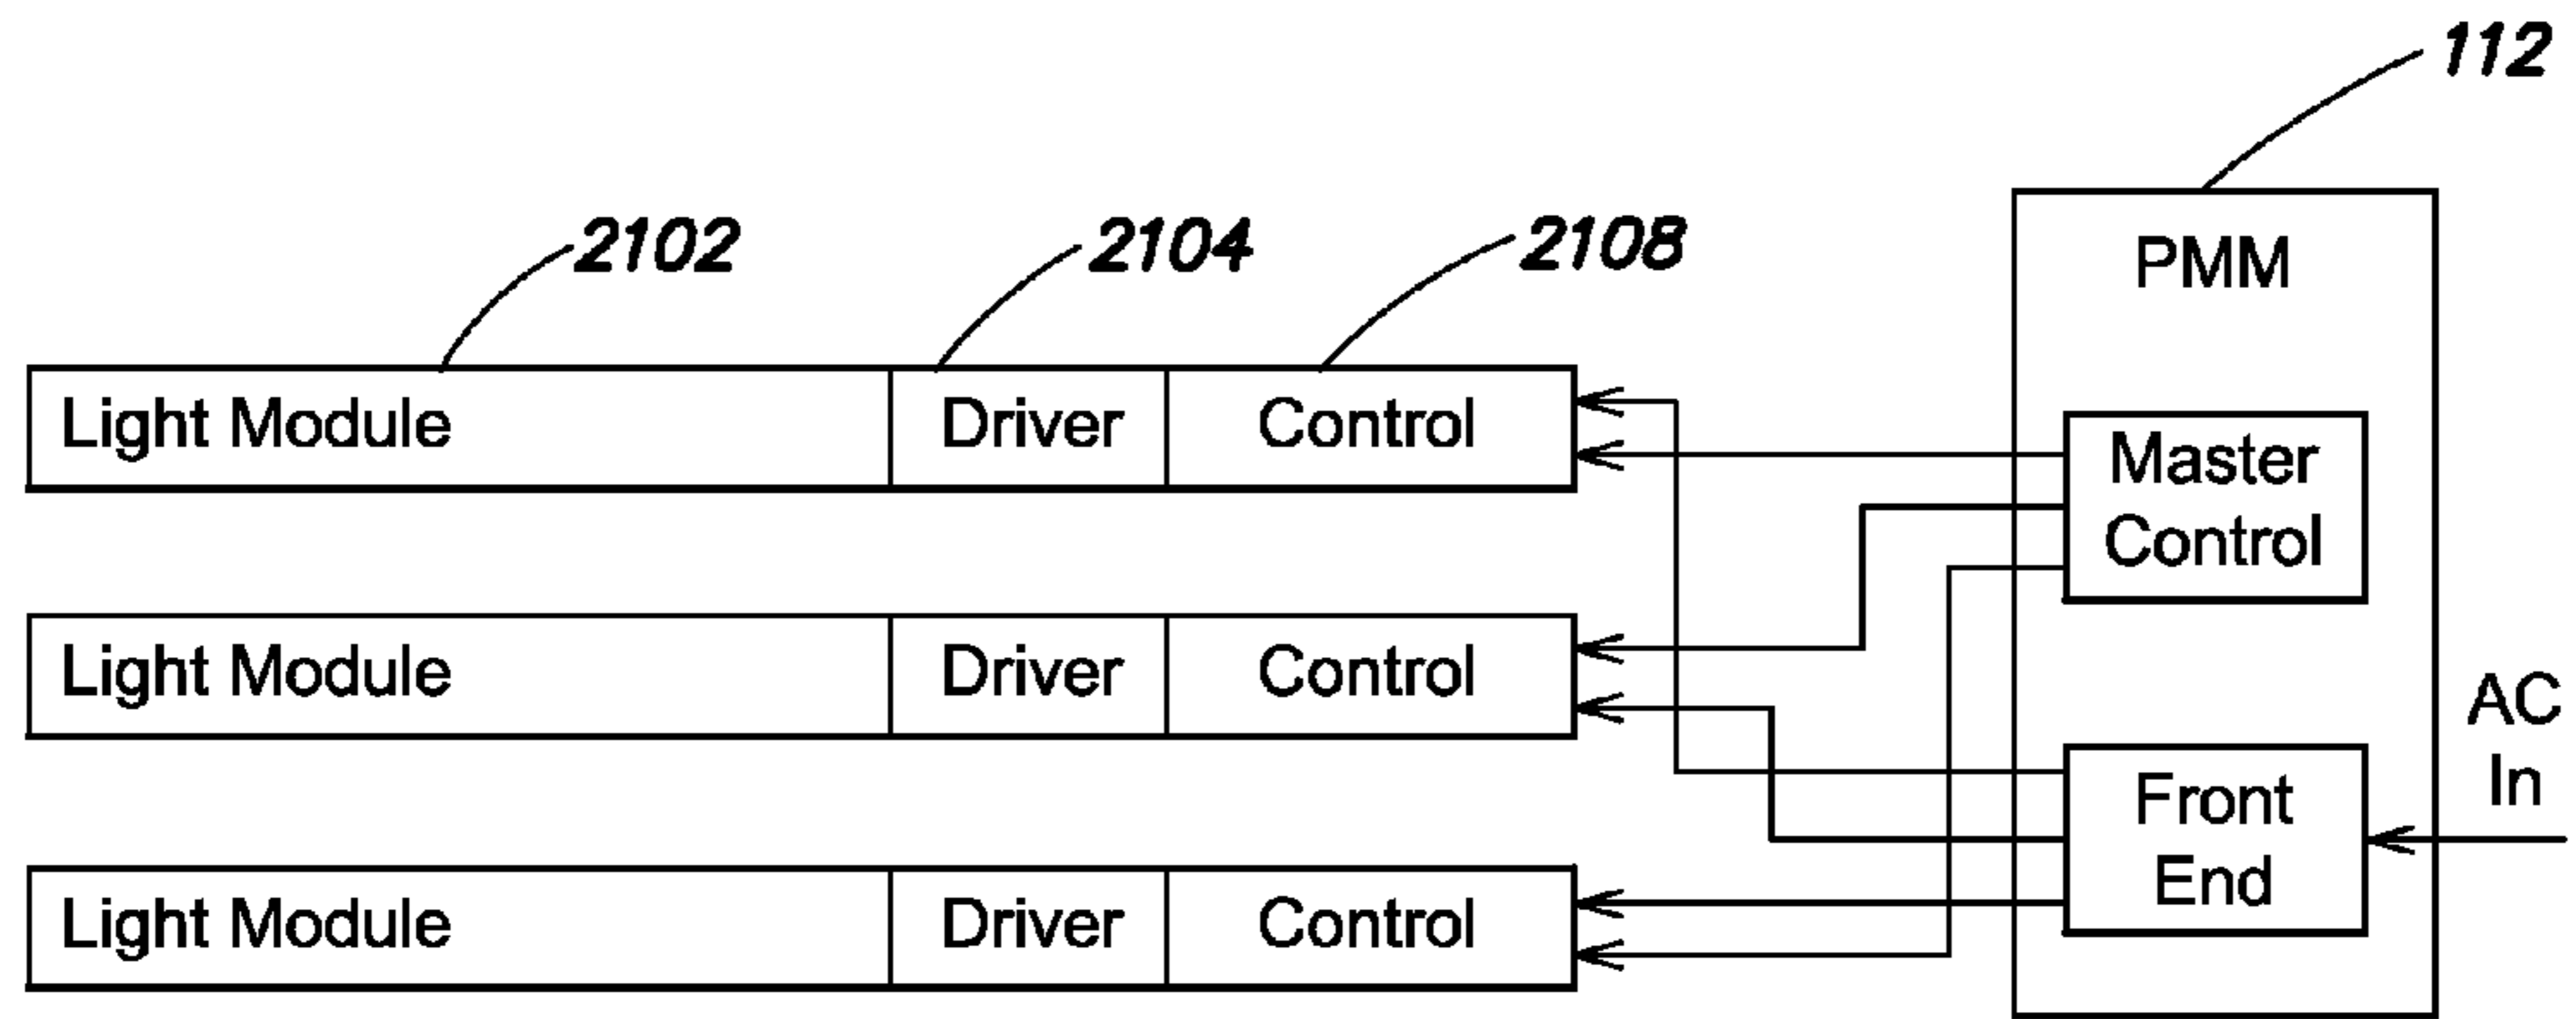 112
2102
2104
2108
PMM
Light Module Driver Control
Master
Control
Light Module Driver Control
AC
In
Front
End
Light Module Driver Control